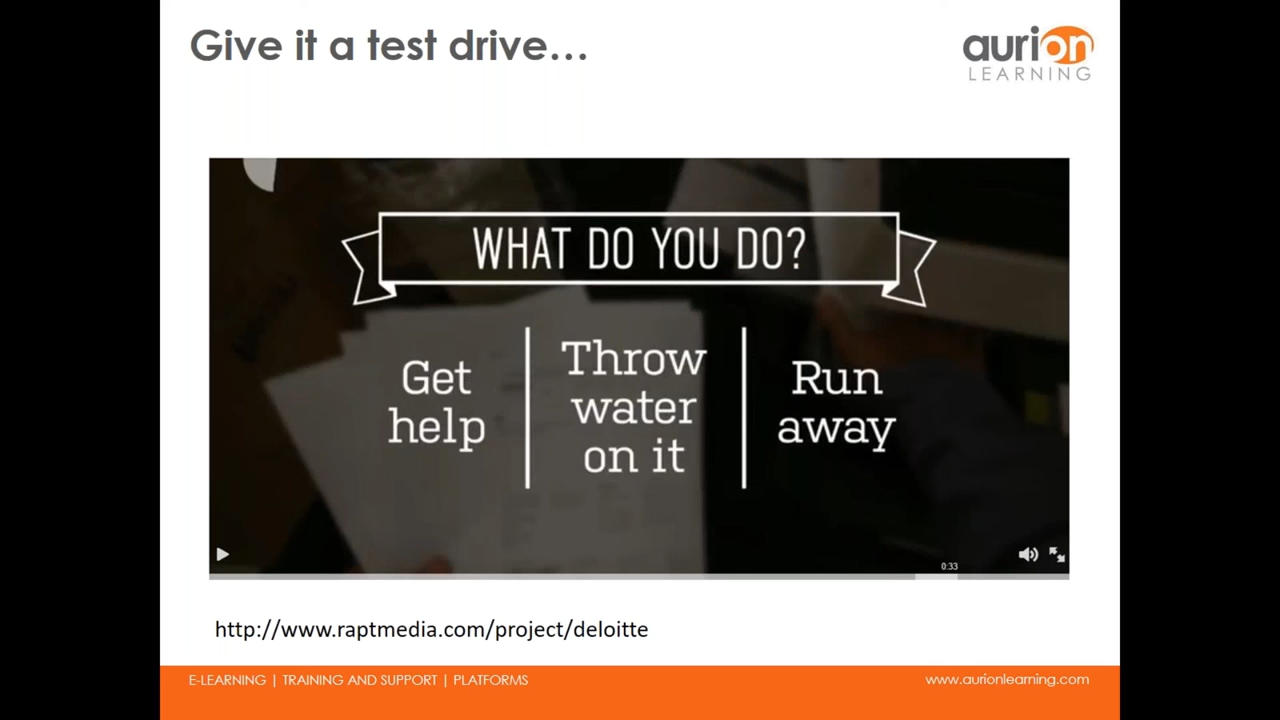 Give it a test drive…
aurion
LEARNING
WHAT DO YOU DO?
Get
help
Throw
water
on it
Run
away
0:33
http://www.raptmedia.com/project/deloitte
E-LEARNING | TRAINING AND SUPPORT | PLATFORMS
www.aurionlearning.com